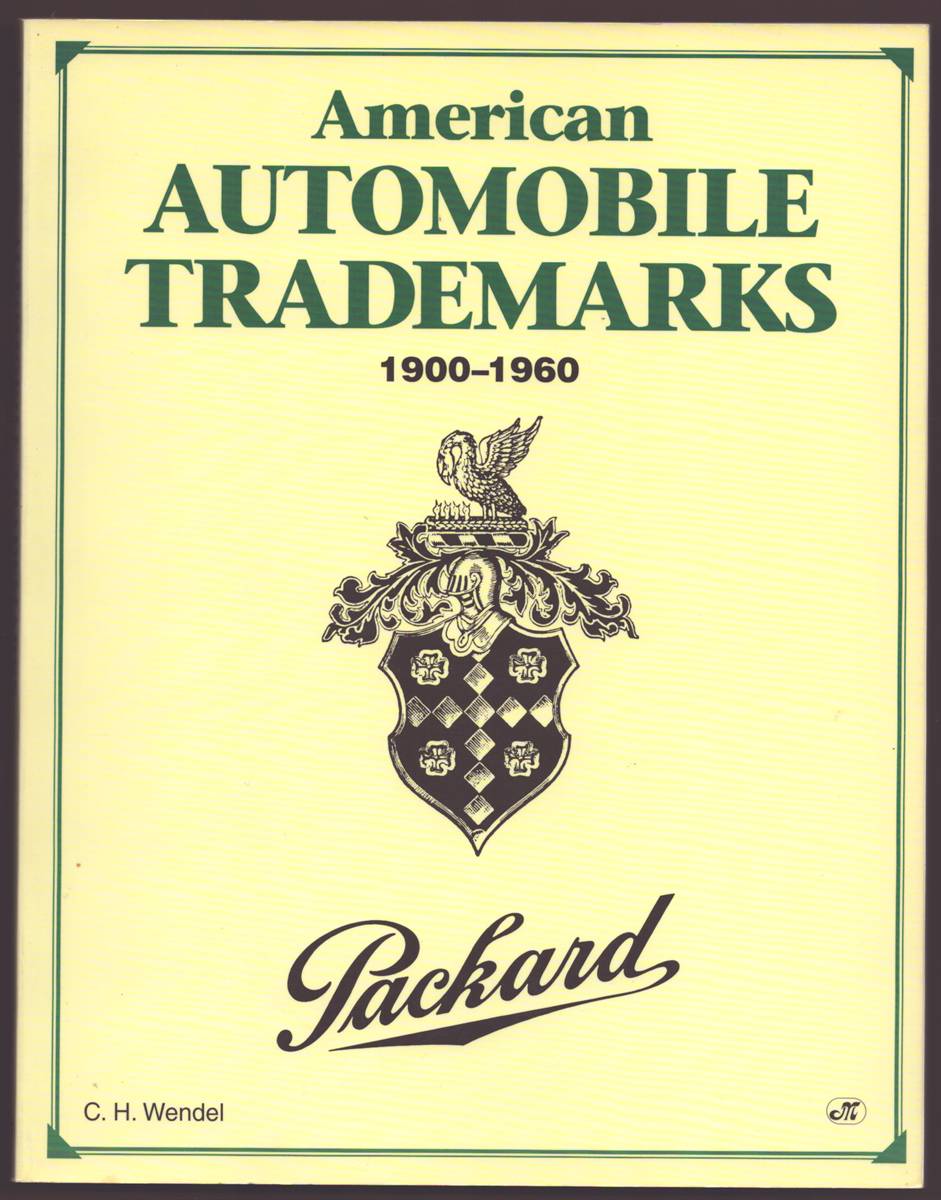 American
AUTOMOBILE
TRADEMARKS
1900–1960
Packard
C. H. Wendel
M